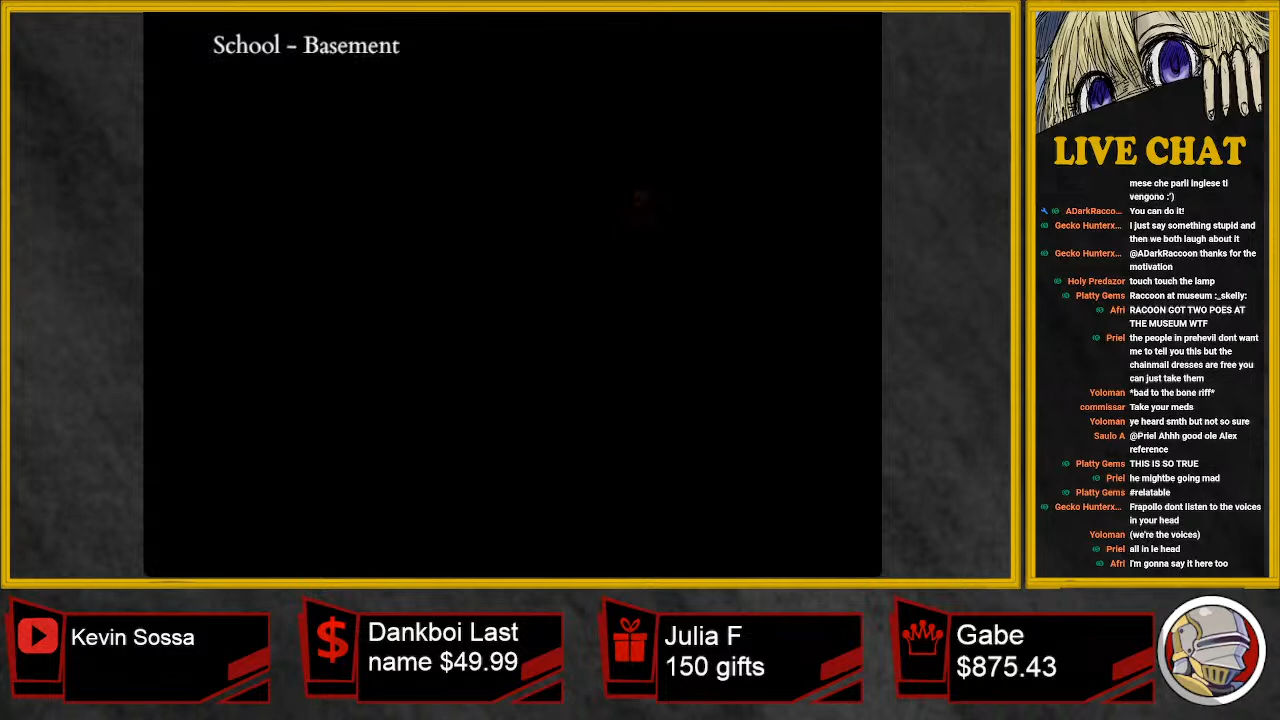 School - Basement
LIVE CHAT
mese che parli inglese ti
vengono :')
ADarkRacco... You can do it!
Gecko Hunterx... I just say something stupid and
then we both laugh about it
Gecko Hunterx... @ADarkRaccoon thanks for the
motivation
Holy Predazor touch touch the lamp
Platty Gems Raccoon at museum :_skelly:
Afri RACOON GOT TWO POES AT
THE MUSEUM WTF
Priel the people in prehevil dont want
me to tell you this but the
chainmail dresses are free you
can just take them
Yoloman *bad to the bone riff*
commissar Take your meds
Yoloman ye heard smth but not so sure
Saulo A @Priel Ahhh good ole Alex
reference
Platty Gems THIS IS SO TRUE
Priel he mightbe going mad
Platty Gems #relatable
Gecko Hunterx... Frapollo dont listen to the voices
in your head
Yoloman (we're the voices)
Priel all in le head
Afri I'm gonna say it here too
Kevin Sossa
Dankboi Last
name $49.99
Julia F
150 gifts
Gabe
$875.43